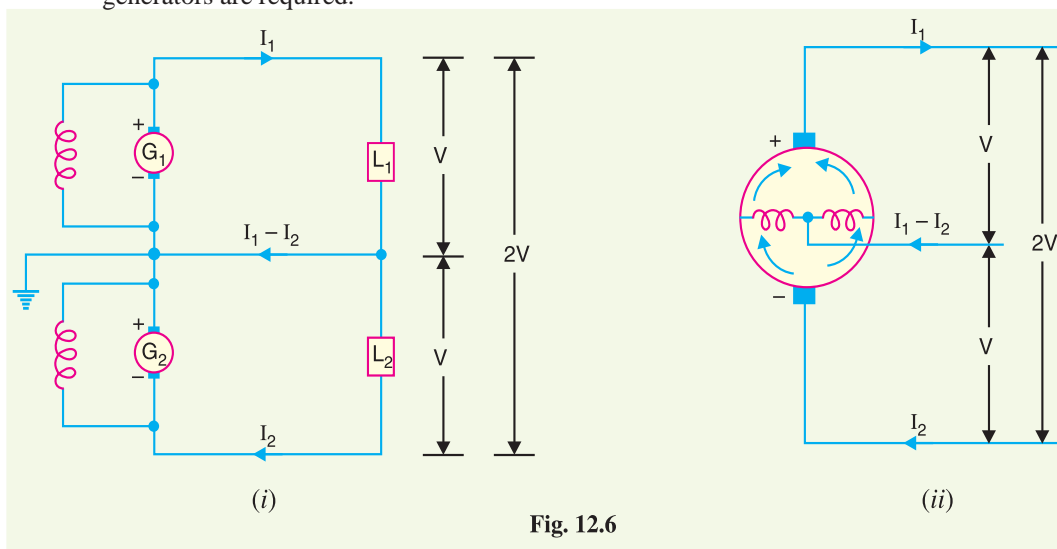 generators are required.
I₁
+
G₁
−
L₁
V
I₁ – I₂
2V
+
G₂
−
L₂
V
I₂
(i)
I₁
+
V
I₁ – I₂
2V
−
V
I₂
(ii)
Fig. 12.6